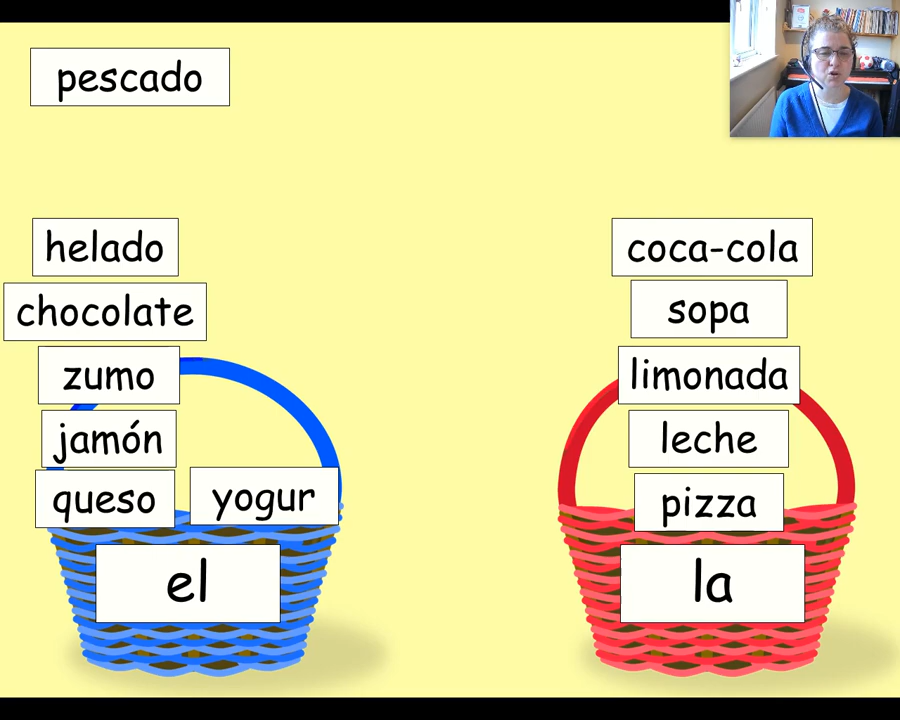 pescado
helado
chocolate
zumo
jamón
queso
yogur
el
coca-cola
sopa
limonada
leche
pizza
la